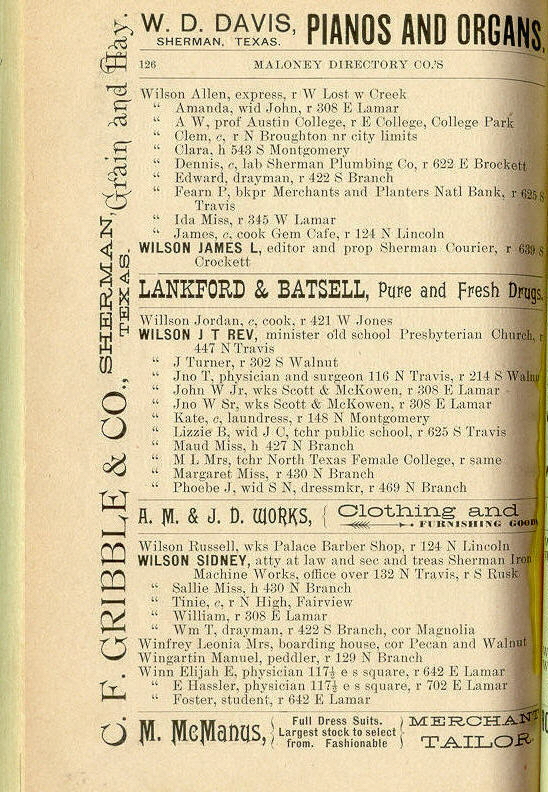 W. D. DAVIS, PIANOS AND ORGANS,
SHERMAN, TEXAS.
126 MALONEY DIRECTORY CO.'S
Wilson Allen, express, r W Lost w Creek
“ Amanda, wid John, r 308 E Lamar
“ A W, prof Austin College, r E College, College Park
“ Clem, c, r N Broughton nr city limits
“ Clara, h 543 S Montgomery
“ Dennis, c, lab Sherman Plumbing Co, r 622 E Brockett
“ Edward, drayman, r 422 S Branch
“ Fearn P, bkpr Merchants and Planters Natl Bank, r 625 S
Travis
“ Ida Miss, r 345 W Lamar
“ James, c, cook Gem Cafe, r 124 N Lincoln
WILSON JAMES L, editor and prop Sherman Courier, r 639 S
Crockett
LANKFORD & BATSELL, Pure and Fresh Drugs.
Willson Jordan, c, cook, r 421 W Jones
WILSON J T REV, minister old school Presbyterian Church, r
447 N Travis
“ J Turner, r 302 S Walnut
“ Jno T, physician and surgeon 116 N Travis, r 214 S Walnu
“ John W Jr, wks Scott & McKowen, r 308 E Lamar
“ Jno W Sr, wks Scott & McKowen, r 308 E Lamar
“ Kate, c, laundress, r 148 N Montgomery
“ Lizzie B, wid J C, tchr public school, r 625 S Travis
“ Maud Miss, h 427 N Branch
“ M L Mrs, tchr North Texas Female College, r same
“ Margaret Miss, r 430 N Branch
“ Phoebe J, wid S N, dressmkr, r 469 N Branch
A. M. & J. D. WORKS, { Clothing and
FURNISHING GOOD
Wilson Russell, wks Palace Barber Shop, r 124 N Lincoln
WILSON SIDNEY, atty at law and sec and treas Sherman Iron
Machine Works, office over 132 N Travis, r S Rusk
“ Sallie Miss, h 430 N Branch
“ Tinie, c, r N High, Fairview
“ William, r 308 E Lamar
“ Wm T, drayman, r 422 S Branch, cor Magnolia
Winfrey Leonia Mrs, boarding house, cor Pecan and Walnut
Wingartin Manuel, peddler, r 129 N Branch
Winn Elijah E, physician 117½ e s square, r 642 E Lamar
“ E Hassler, physician 117½ e s square, r 702 E Lamar
“ Foster, student, r 642 E Lamar
M. McMANUS, { Full Dress Suits. Largest stock to select from. Fashionable } MERCHANT
TAILOR.
C. F. GRIBBLE & CO., SHERMAN, TEXAS. Grain and Hay.